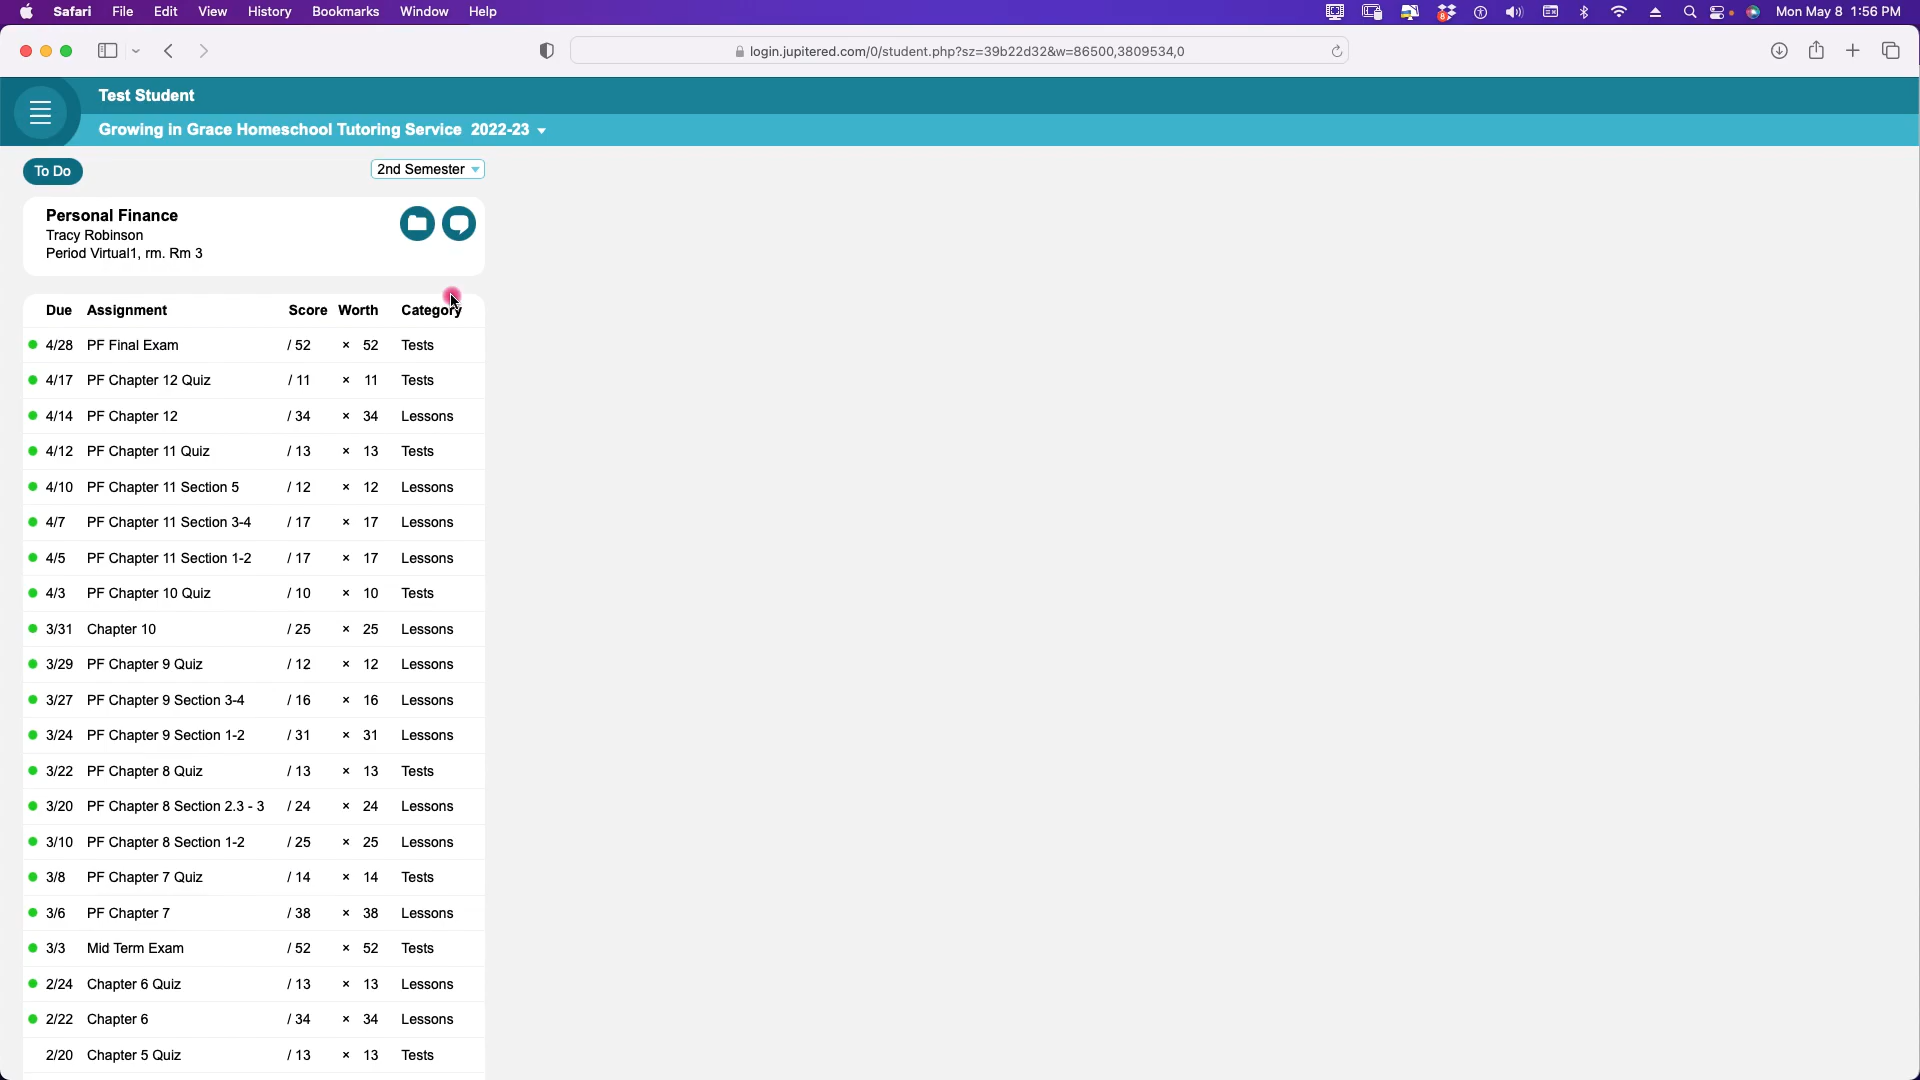 Safari File Edit View History Bookmarks Window Help Mon May 8 1:56 PM
login.jupitered.com/0/student.php?sz=39b22d32&w=86500,3809534,0
Test Student
Growing in Grace Homeschool Tutoring Service 2022-23
To Do 2nd Semester
Personal Finance
Tracy Robinson
Period Virtual1, rm. Rm 3
Due Assignment Score Worth Category
4/28 PF Final Exam / 52 × 52 Tests
4/17 PF Chapter 12 Quiz / 11 × 11 Tests
4/14 PF Chapter 12 / 34 × 34 Lessons
4/12 PF Chapter 11 Quiz / 13 × 13 Tests
4/10 PF Chapter 11 Section 5 / 12 × 12 Lessons
4/7 PF Chapter 11 Section 3-4 / 17 × 17 Lessons
4/5 PF Chapter 11 Section 1-2 / 17 × 17 Lessons
4/3 PF Chapter 10 Quiz / 10 × 10 Tests
3/31 Chapter 10 / 25 × 25 Lessons
3/29 PF Chapter 9 Quiz / 12 × 12 Lessons
3/27 PF Chapter 9 Section 3-4 / 16 × 16 Lessons
3/24 PF Chapter 9 Section 1-2 / 31 × 31 Lessons
3/22 PF Chapter 8 Quiz / 13 × 13 Tests
3/20 PF Chapter 8 Section 2.3 - 3 / 24 × 24 Lessons
3/10 PF Chapter 8 Section 1-2 / 25 × 25 Lessons
3/8 PF Chapter 7 Quiz / 14 × 14 Tests
3/6 PF Chapter 7 / 38 × 38 Lessons
3/3 Mid Term Exam / 52 × 52 Tests
2/24 Chapter 6 Quiz / 13 × 13 Lessons
2/22 Chapter 6 / 34 × 34 Lessons
2/20 Chapter 5 Quiz / 13 × 13 Tests